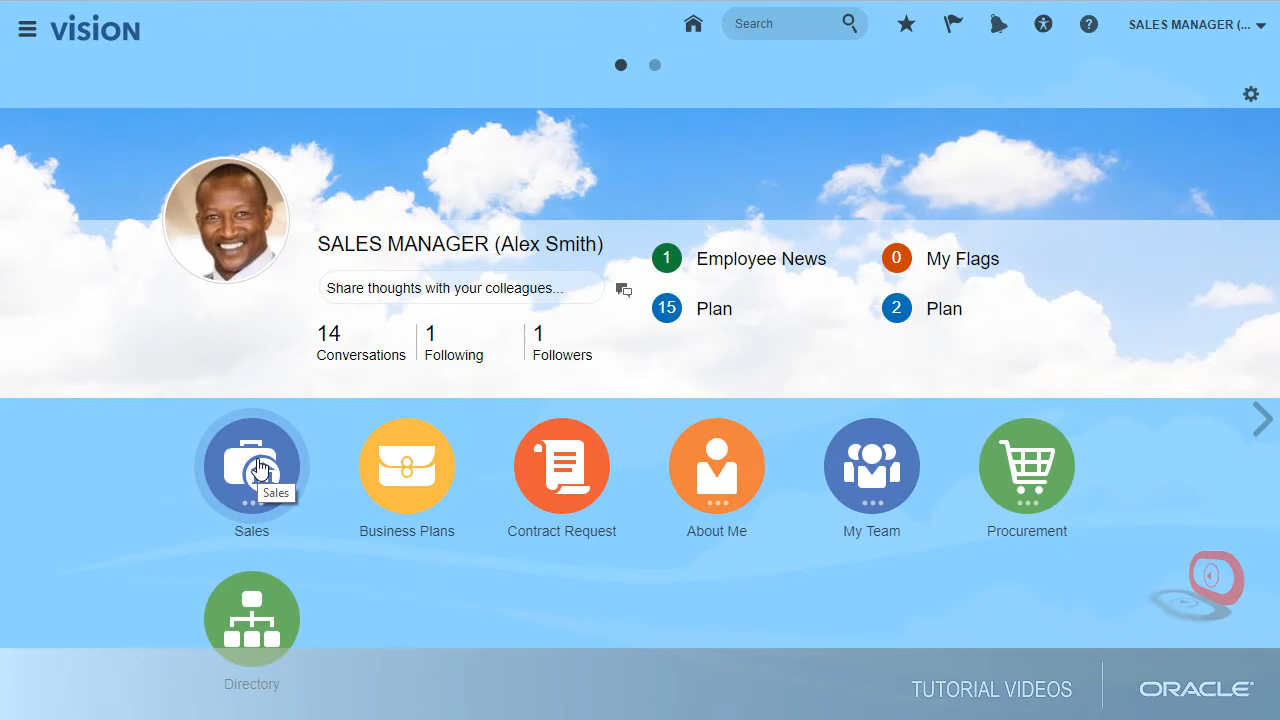 vision
Search
SALES MANAGER (...
SALES MANAGER (Alex Smith)
Share thoughts with your colleagues...
14
Conversations
1
Following
1
Followers
1 Employee News
0 My Flags
15 Plan
2 Plan
Sales
Sales
Business Plans
Contract Request
About Me
My Team
Procurement
Directory
TUTORIAL VIDEOS
ORACLE®